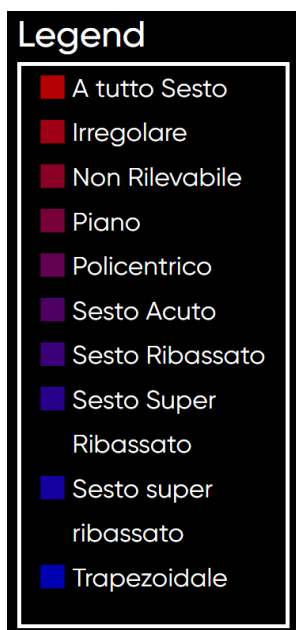 Legend
A tutto Sesto
Irregolare
Non Rilevabile
Piano
Policentrico
Sesto Acuto
Sesto Ribassato
Sesto Super
Ribassato
Sesto super
ribassato
Trapezoidale